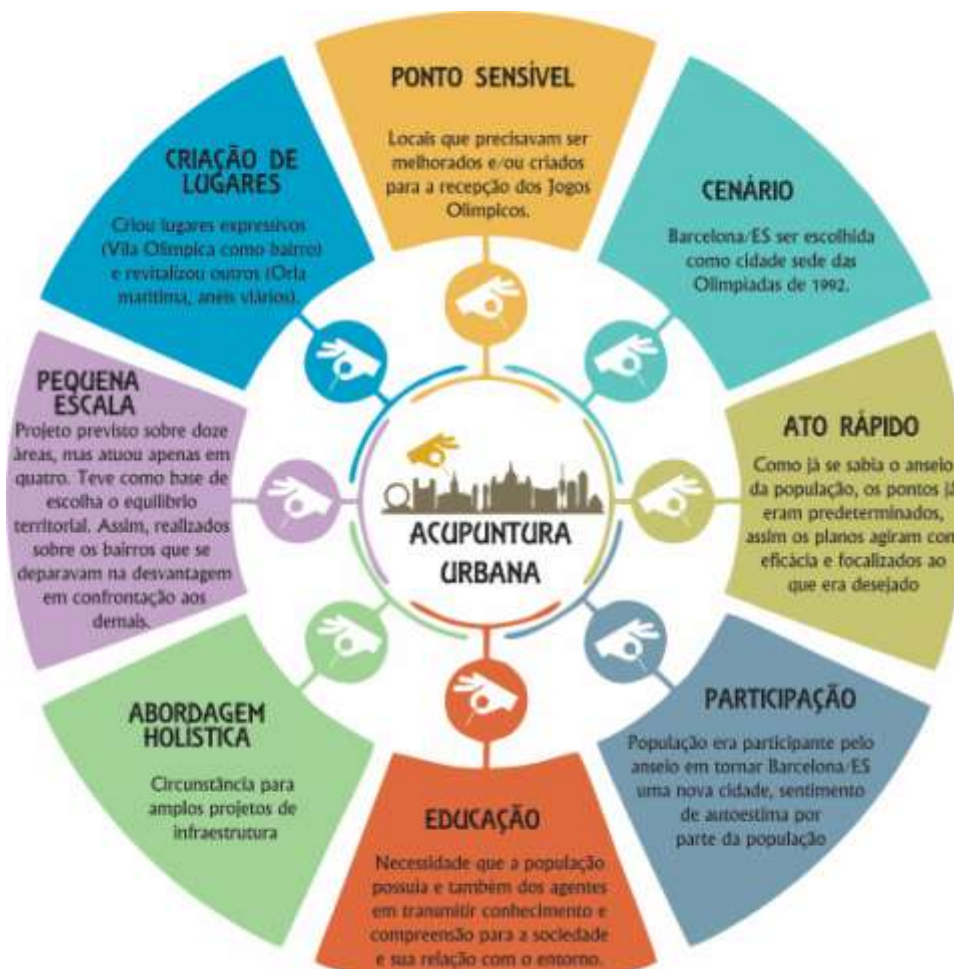 PONTO SENSÍVEL
Locais que precisavam ser
melhorados e/ou criados
para a recepção dos Jogos
Olímpicos.
CENÁRIO
Barcelona/ES ser escolhida
como cidade sede das
Olimpíadas de 1992.
ATO RÁPIDO
Como já se sabia o anseio
da população, os pontos já
eram predeterminados,
assim os planos agiram com
eficácia e focalizados ao
que era desejado
PARTICIPAÇÃO
População era participante pelo
anseio em tornar Barcelona/ES
uma nova cidade, sentimento
de autoestima por
parte da população
EDUCAÇÃO
Necessidade que a população
possuia e também dos agentes
em transmitir conhecimento e
compreensão para a sociedade
e sua relação com o entorno.
ABORDAGEM
HOLÍSTICA
Circunstância para
amplos projetos de
infraestrutura
PEQUENA
ESCALA
Projeto previsto sobre doze
áreas, mas atuou apenas em
quatro. Teve como base de
escolha o equilíbrio
territorial. Assim, realizados
sobre os bairros que se
deparavam na desvantagem
em confrontação aos
demais.
CRIAÇÃO DE
LUGARES
Criou lugares expressivos
(Vila Olímpica como bairro)
e revitalizou outros (Orla
marítima, anéis viários).
ACUPUNTURA
URBANA